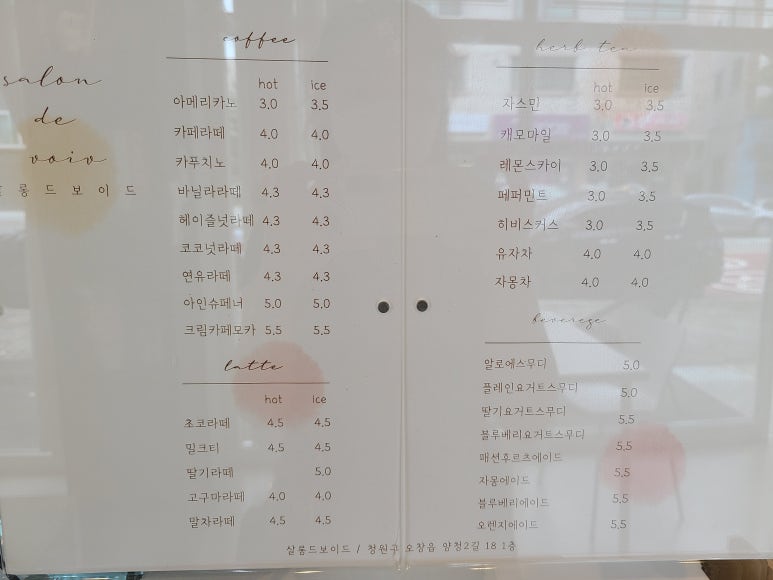 salon
de
voiv
롱 드 보 이 드
coffee
hot ice
아메리카노 3.0 3.5
카페라떼 4.0 4.0
카푸치노 4.0 4.0
바닐라라떼 4.3 4.3
헤이즐넛라떼 4.3 4.3
코코넛라떼 4.3 4.3
연유라떼 4.3 4.3
아인슈페너 5.0 5.0
크림카페모카 5.5 5.5
latte
hot ice
초코라떼 4.5 4.5
밀크티 4.5 4.5
딸기라떼 5.0
고구마라떼 4.0 4.0
말차라떼 4.5 4.5
herb tea
hot ice
자스민 3.0 3.5
캐모마일 3.0 3.5
레몬스카이 3.0 3.5
페퍼민트 3.0 3.5
히비스커스 3.0 3.5
유자차 4.0 4.0
자몽차 4.0 4.0
beverege
알로에스무디 5.0
플레인요거트스무디 5.0
딸기요거트스무디 5.5
블루베리요거트스무디 5.5
패션후르츠에이드 5.5
자몽에이드 5.5
블루베리에이드 5.5
오렌지에이드
살롱드보이드 / 청원구 오창읍 양청2길 18 1층